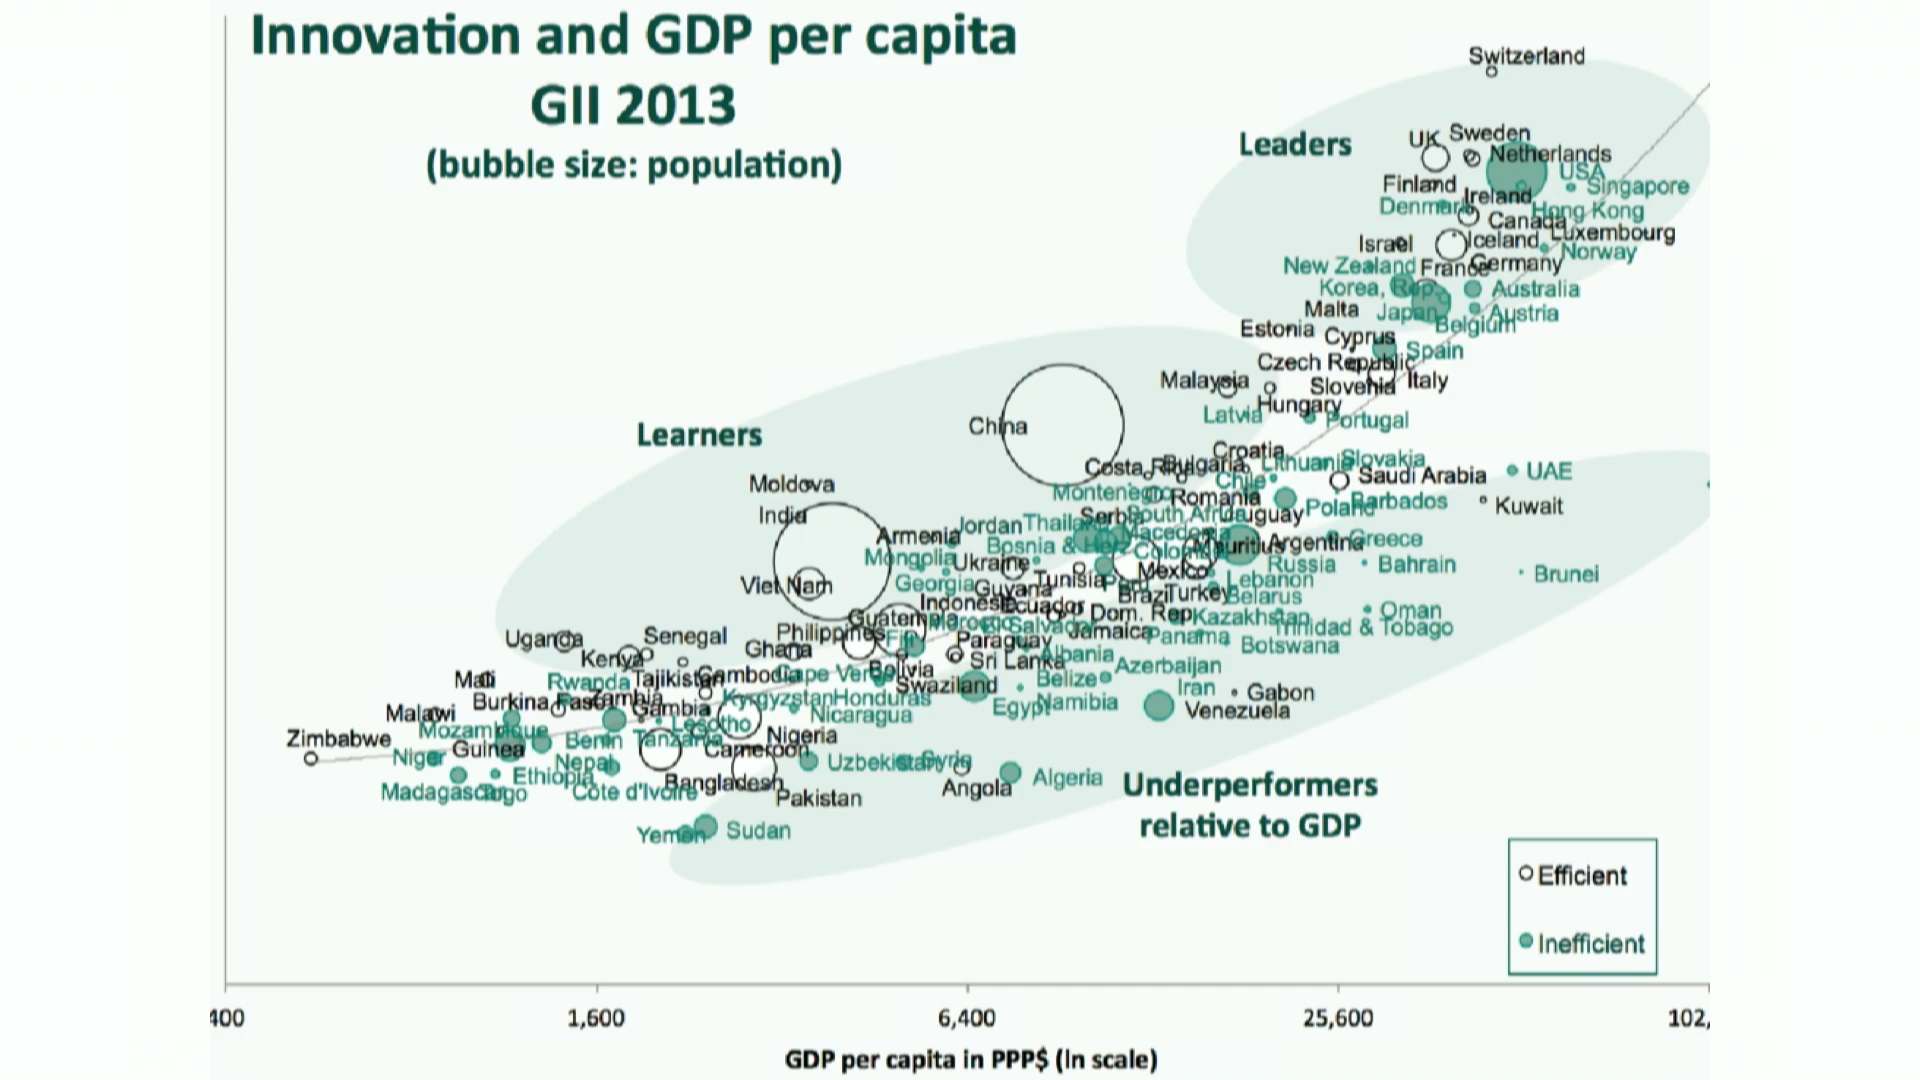 Innovation and GDP per capita
GII 2013
(bubble size: population)
Switzerland
Leaders
UK
Sweden
Netherlands
USA
Finland
Singapore
Ireland
Denmark
Hong Kong
Canada
Luxembourg
Israel
Iceland
Norway
New Zealand
France
Germany
Korea, Rep.
Australia
Malta
Japan
Austria
Belgium
Estonia
Cyprus
Spain
Czech Republic
Malaysia
Slovenia
Italy
Hungary
Latvia
Portugal
China
Learners
Croatia
Costa Rica
Bulgaria
Lithuania
Slovakia
UAE
Saudi Arabia
Chile
Moldova
Montenegro
Romania
Poland
Barbados
Kuwait
India
Serbia
South Africa
Uruguay
Jordan
Thailand
Armenia
Macedonia
Mauritius
Argentina
Greece
Bosnia & Her
Colombia
Mongolia
Ukraine
Mexico
Russia
Bahrain
Brunei
Viet Nam
Georgia
Guyana
Tunisia
Peru
Brazil
Turkey
Lebanon
Belarus
Indonesia
Ecuador
Dom. Rep
Kazakhstan
Oman
Guatemala
Morocco
El Salvador
Jamaica
Panama
Trinidad & Tobago
Uganda
Senegal
Philippines
Fiji
Paraguay
Botswana
Kenya
Ghana
Sri Lanka
Albania
Azerbaijan
Mali
Rwanda
Tajikistan
Cambodia
Cape Verde
Bolivia
Swaziland
Belize
Iran
Gabon
Burkina Faso
Zambia
Gambia
Kyrgyzstan
Honduras
Egypt
Namibia
Venezuela
Malawi
Mozambique
Lesotho
Nicaragua
Zimbabwe
Niger
Guinea
Benin
Tanzania
Cameroon
Nigeria
Madagascar
Togo
Ethiopia
Nepal
Côte d'Ivoire
Bangladesh
Pakistan
Uzbekistan
Syria
Angola
Algeria
Yemen
Sudan
Underperformers
relative to GDP
Efficient
Inefficient
400
1,600
6,400
25,600
102,
GDP per capita in PPP$ (ln scale)